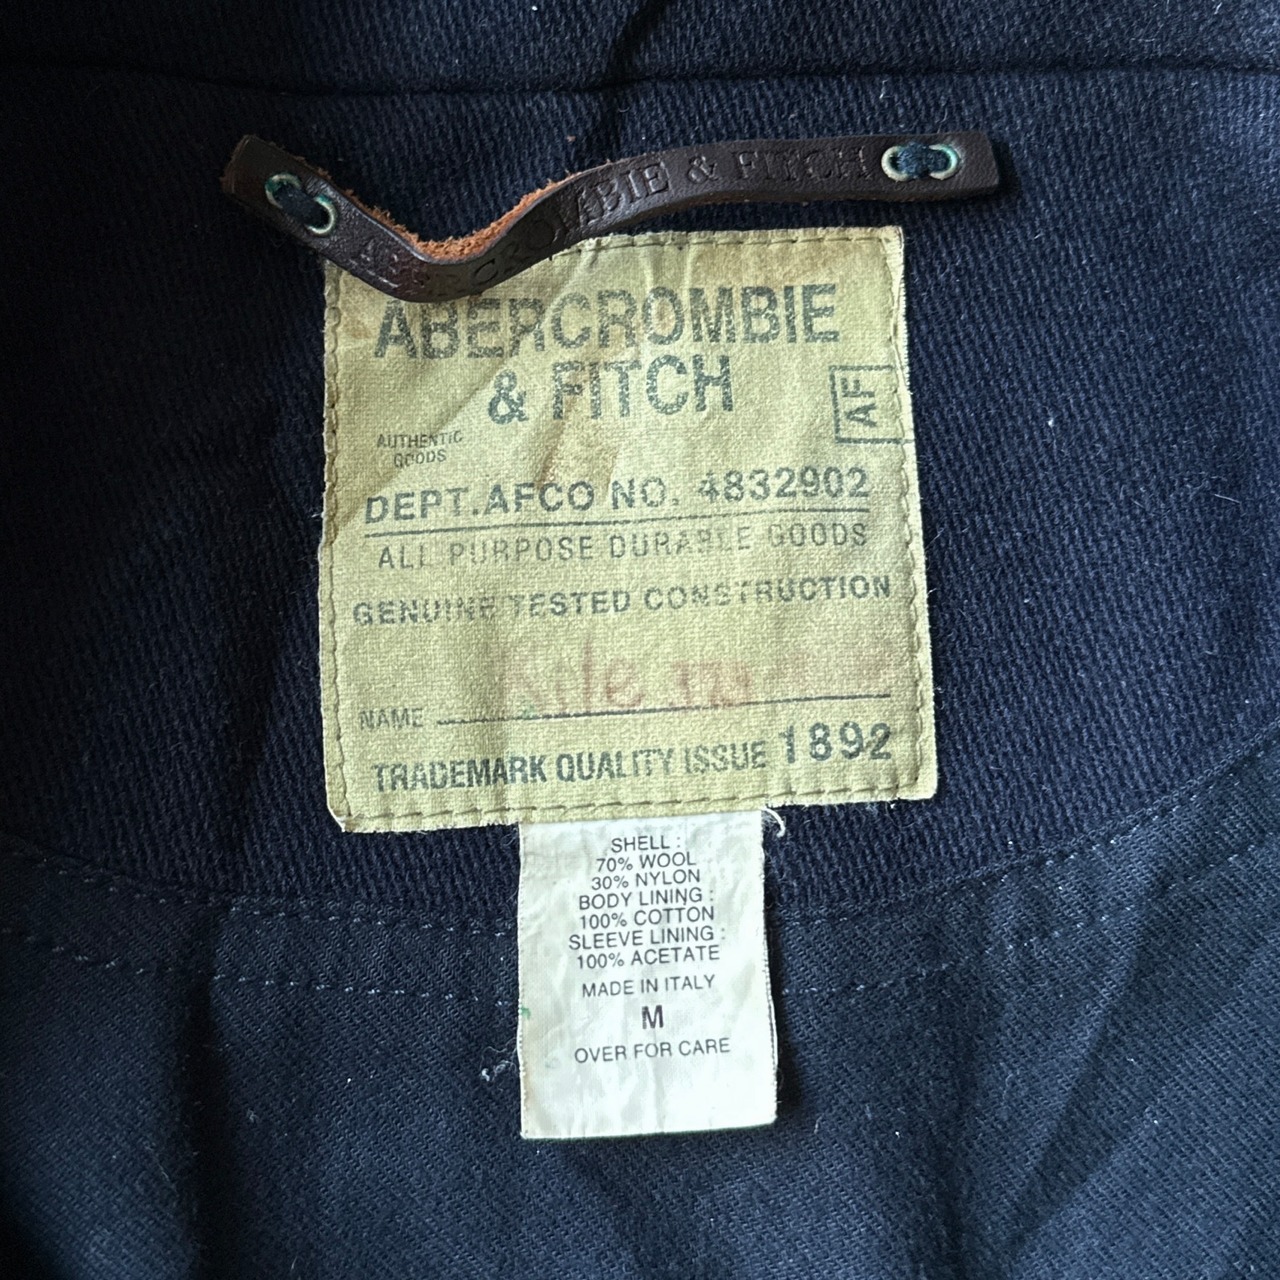 ABERCROMBIE & FITCH
ABERCROMBIE
& FITCH
AF
AUTHENTIC
GOODS
DEPT.AFCO NO. 4832902
ALL PURPOSE DURABLE GOODS
GENUINE TESTED CONSTRUCTION
NAME
TRADEMARK QUALITY ISSUE 1892
SHELL :
70% WOOL
30% NYLON
BODY LINING :
100% COTTON
SLEEVE LINING :
100% ACETATE
MADE IN ITALY
M
OVER FOR CARE